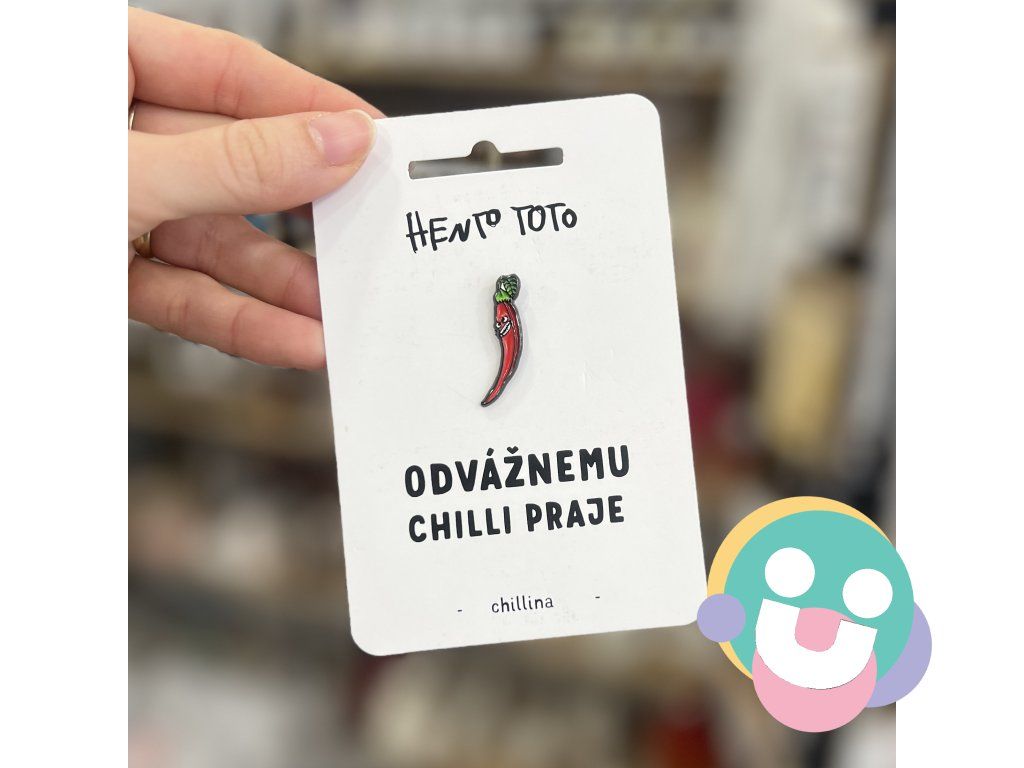 HENTO TOTO
ODVÁŽNEMU
CHILLI PRAJE
- chillina -